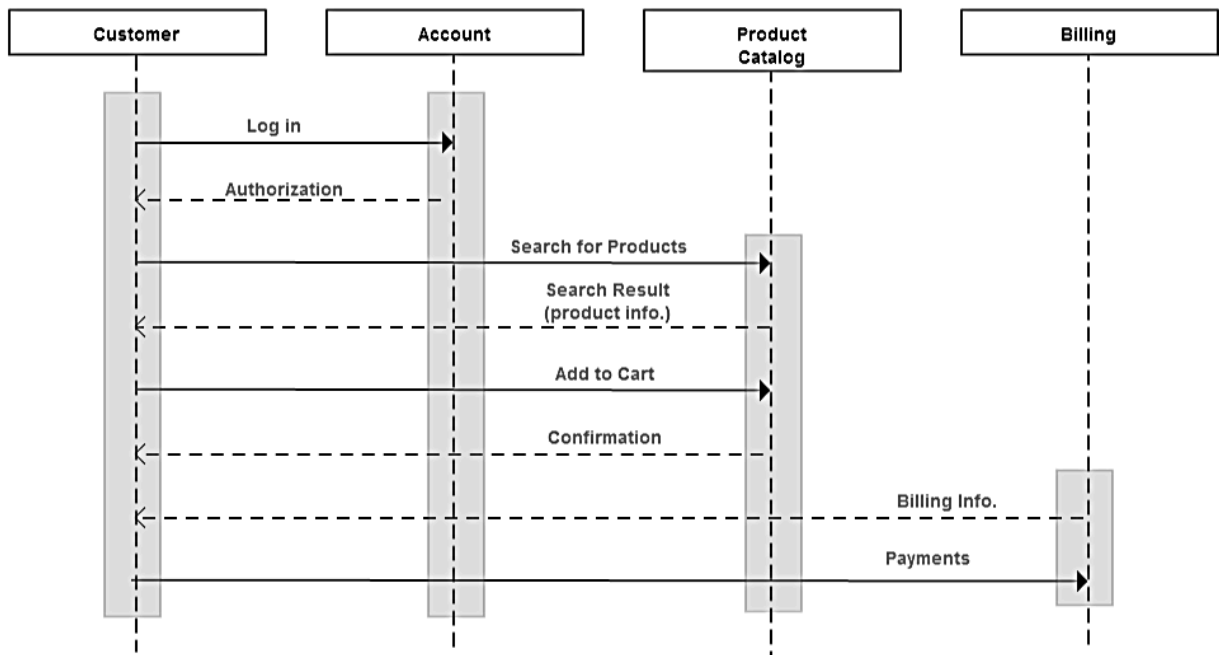 Customer
Account
Product
Catalog
Billing
Log in
Authorization
Search for Products
Search Result
(product info.)
Add to Cart
Confirmation
Billing Info.
Payments